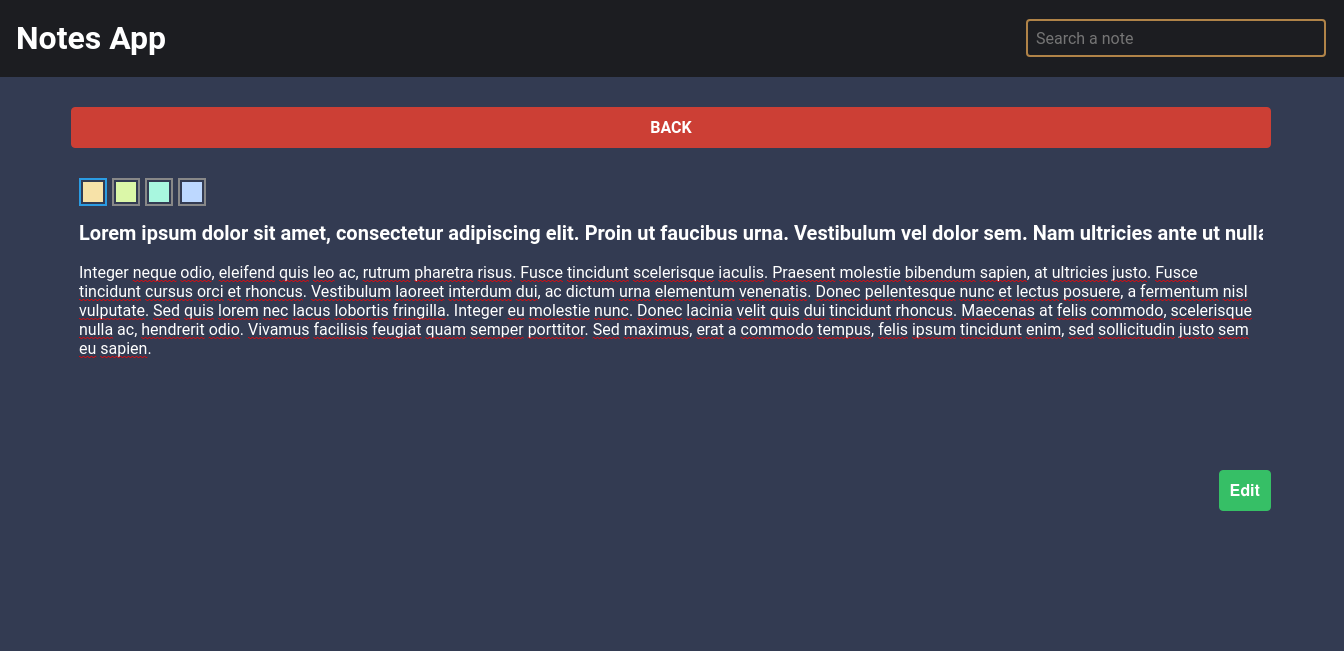 Notes App
Search a note
BACK
Lorem ipsum dolor sit amet, consectetur adipiscing elit. Proin ut faucibus urna. Vestibulum vel dolor sem. Nam ultricies ante ut nulla
Integer neque odio, eleifend quis leo ac, rutrum pharetra risus. Fusce tincidunt scelerisque iaculis. Praesent molestie bibendum sapien, at ultricies justo. Fusce
tincidunt cursus orci et rhoncus. Vestibulum laoreet interdum dui, ac dictum urna elementum venenatis. Donec pellentesque nunc et lectus posuere, a fermentum nisl
vulputate. Sed quis lorem nec lacus lobortis fringilla. Integer eu molestie nunc. Donec lacinia velit quis dui tincidunt rhoncus. Maecenas at felis commodo, scelerisque
nulla ac, hendrerit odio. Vivamus facilisis feugiat quam semper porttitor. Sed maximus, erat a commodo tempus, felis ipsum tincidunt enim, sed sollicitudin justo sem
eu sapien.
Edit